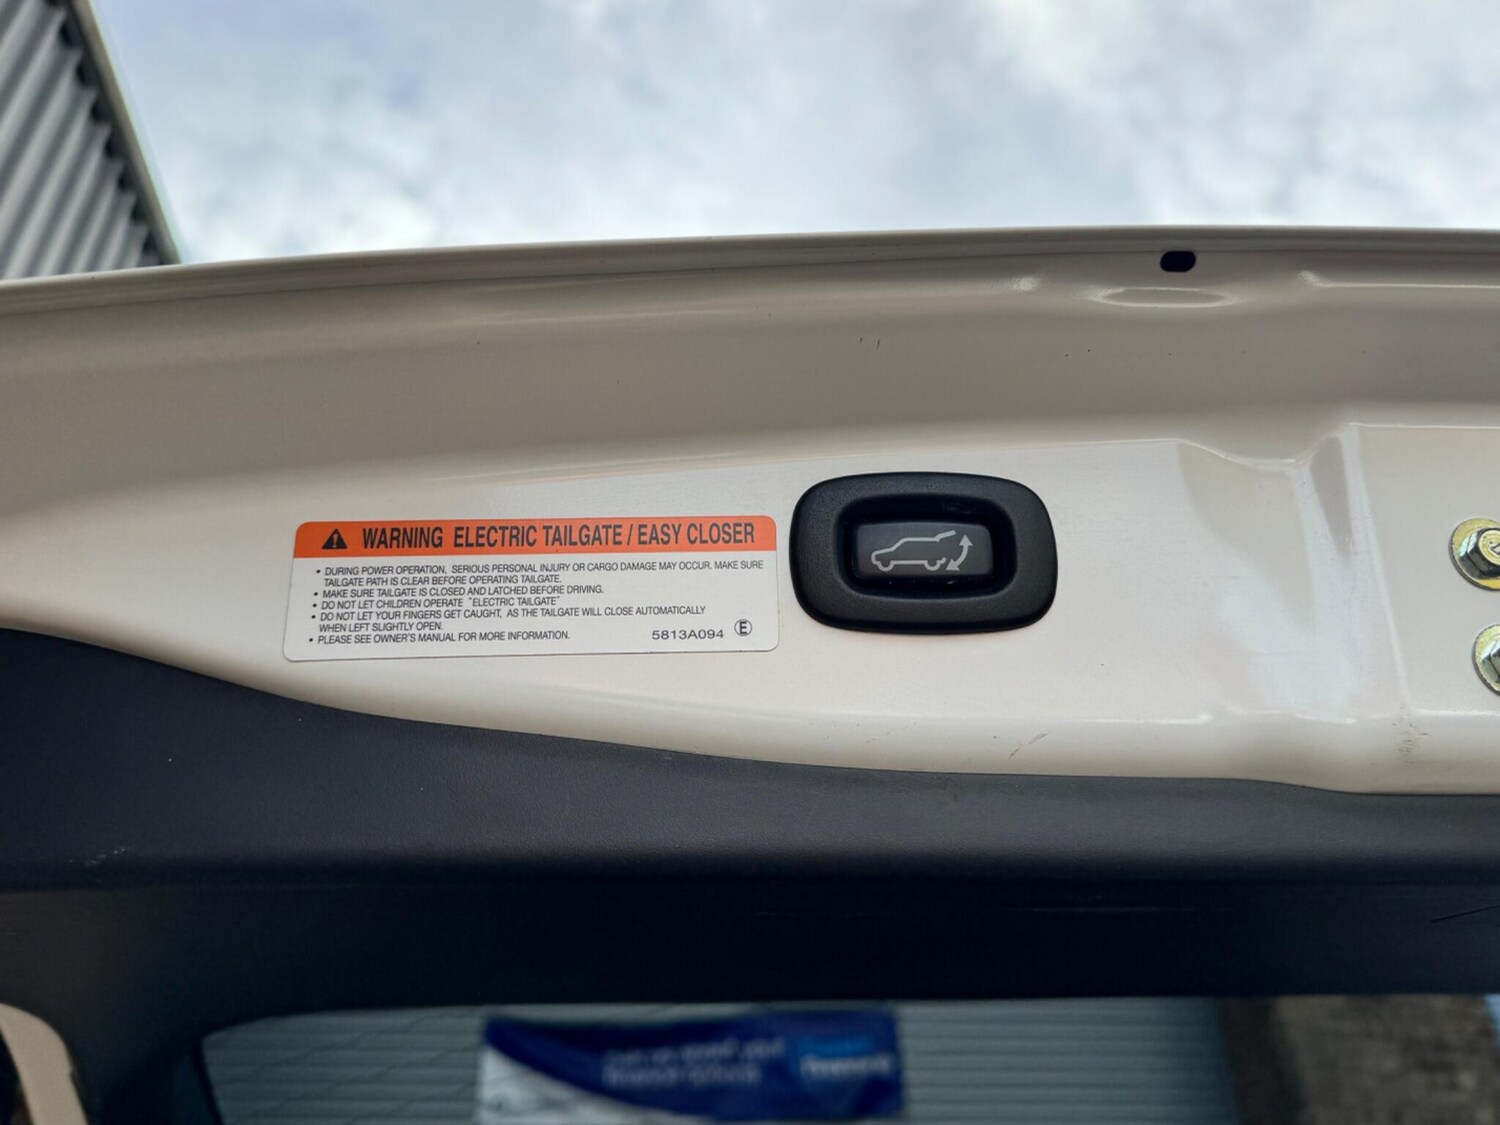 WARNING ELECTRIC TAILGATE / EASY CLOSER
• DURING POWER OPERATION, SERIOUS PERSONAL INJURY OR CARGO DAMAGE MAY OCCUR. MAKE SURE
TAILGATE PATH IS CLEAR BEFORE OPERATING TAILGATE.
• MAKE SURE TAILGATE IS CLOSED AND LATCHED BEFORE DRIVING.
• DO NOT LET CHILDREN OPERATE "ELECTRIC TAILGATE"
• DO NOT LET YOUR FINGERS GET CAUGHT, AS THE TAILGATE WILL CLOSE AUTOMATICALLY
WHEN LEFT SLIGHTLY OPEN.
• PLEASE SEE OWNER'S MANUAL FOR MORE INFORMATION.
5813A094 Ⓔ